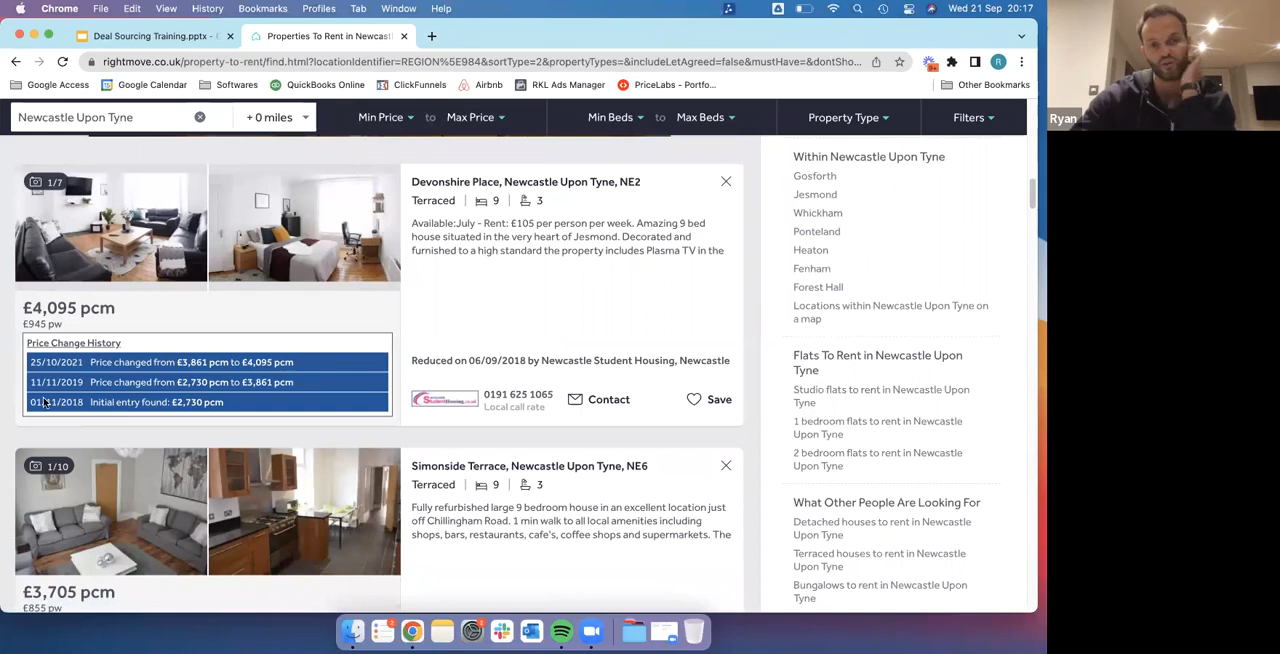 Chrome File Edit View History Bookmarks Profiles Tab Window Help Wed 21 Sep 20:17
Deal Sourcing Training.pptx - Properties To Rent in Newcast
rightmove.co.uk/property-to-rent/find.html?locationIdentifier=REGION%5E984&sortType=2&propertyTypes=&includeLetAgreed=false&mustHave=&dontSho...
Google Access Google Calendar Softwares QuickBooks Online ClickFunnels Airbnb RKL Ads Manager PriceLabs - Portfo... Other Bookmarks
Newcastle Upon Tyne + 0 miles Min Price to Max Price Min Beds to Max Beds Property Type Filters
Ryan
1/7
Devonshire Place, Newcastle Upon Tyne, NE2
Terraced 9 3
Available:July - Rent: £105 per person per week. Amazing 9 bed
house situated in the very heart of Jesmond. Decorated and
furnished to a high standard the property includes Plasma TV in the
£4,095 pcm
£945 pw
Price Change History
25/10/2021 Price changed from £3,861 pcm to £4,095 pcm
11/11/2019 Price changed from £2,730 pcm to £3,861 pcm
/2018 Initial entry found: £2,730 pcm
Reduced on 06/09/2018 by Newcastle Student Housing, Newcastle
0191 625 1065
Local call rate
Contact Save
1/10
Simonside Terrace, Newcastle Upon Tyne, NE6
Terraced 9 3
Fully refurbished large 9 bedroom house in an excellent location just
off Chillingham Road. 1 min walk to all local amenities including
shops, bars, restaurants, cafe's, coffee shops and supermarkets. The
£3,705 pcm
£855 pw
Within Newcastle Upon Tyne
Gosforth
Jesmond
Whickham
Ponteland
Heaton
Fenham
Forest Hall
Locations within Newcastle Upon Tyne on
a map
Flats To Rent in Newcastle Upon
Tyne
Studio flats to rent in Newcastle Upon
Tyne
1 bedroom flats to rent in Newcastle
Upon Tyne
2 bedroom flats to rent in Newcastle
Upon Tyne
What Other People Are Looking For
Detached houses to rent in Newcastle
Upon Tyne
Terraced houses to rent in Newcastle
Upon Tyne
Bungalows to rent in Newcastle Upon
Tyne